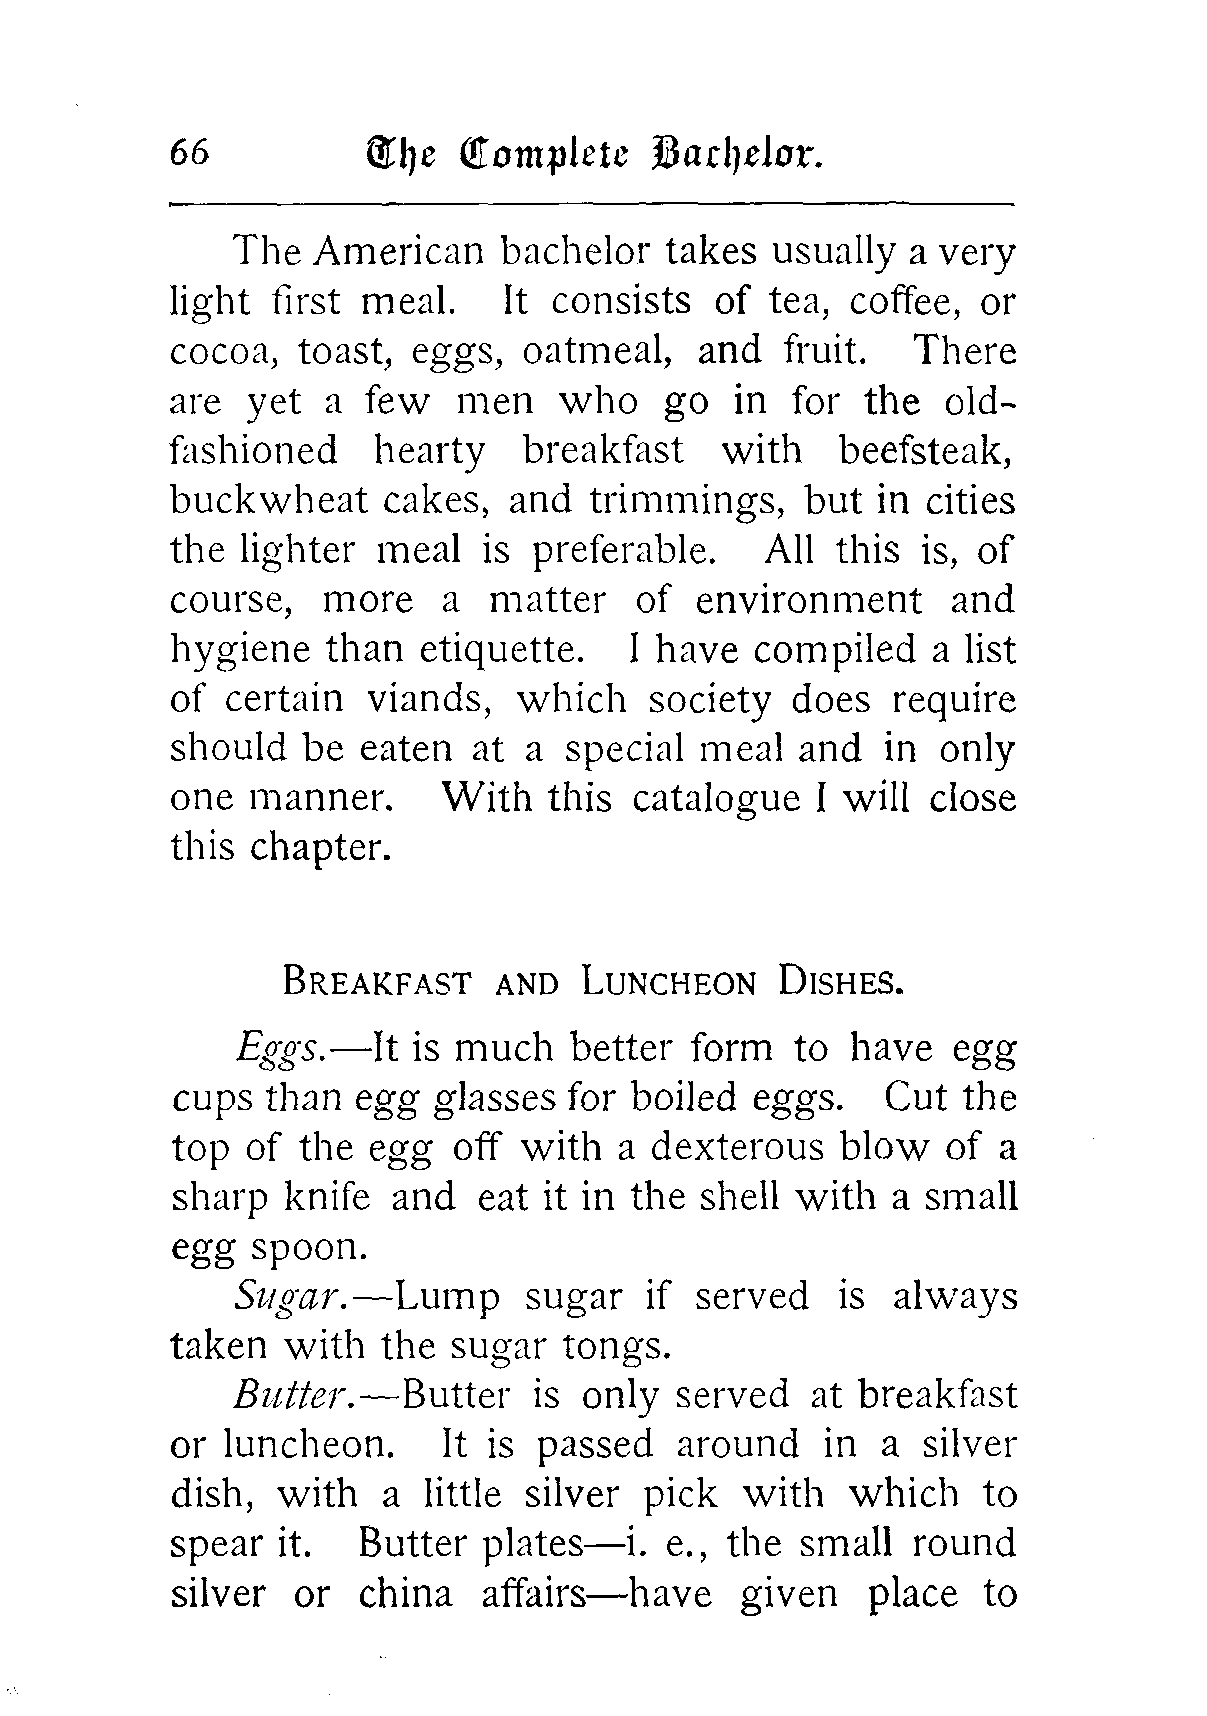 66 The Complete Bachelor.
The American bachelor takes usually a very
light first meal. It consists of tea, coffee, or
cocoa, toast, eggs, oatmeal, and fruit. There
are yet a few men who go in for the old-
fashioned hearty breakfast with beefsteak,
buckwheat cakes, and trimmings, but in cities
the lighter meal is preferable. All this is, of
course, more a matter of environment and
hygiene than etiquette. I have compiled a list
of certain viands, which society does require
should be eaten at a special meal and in only
one manner. With this catalogue I will close
this chapter.
BREAKFAST AND LUNCHEON DISHES.
Eggs.—It is much better form to have egg
cups than egg glasses for boiled eggs. Cut the
top of the egg off with a dexterous blow of a
sharp knife and eat it in the shell with a small
egg spoon.
Sugar.—Lump sugar if served is always
taken with the sugar tongs.
Butter.—Butter is only served at breakfast
or luncheon. It is passed around in a silver
dish, with a little silver pick with which to
spear it. Butter plates—i. e., the small round
silver or china affairs—have given place to